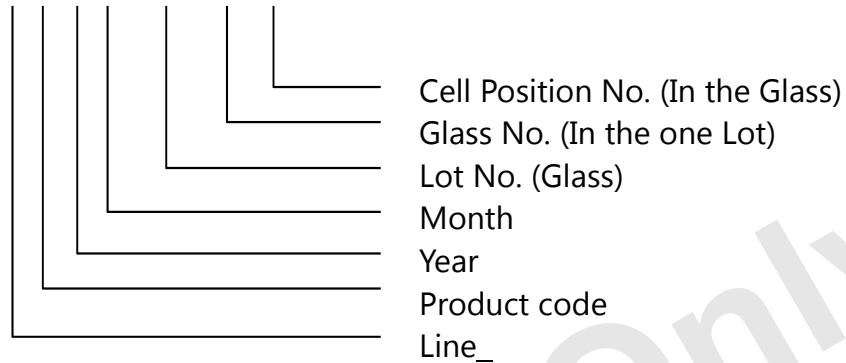 Cell Position No. (In the Glass)
Glass No. (In the one Lot)
Lot No. (Glass)
Month
Year
Product code
Line_
Only